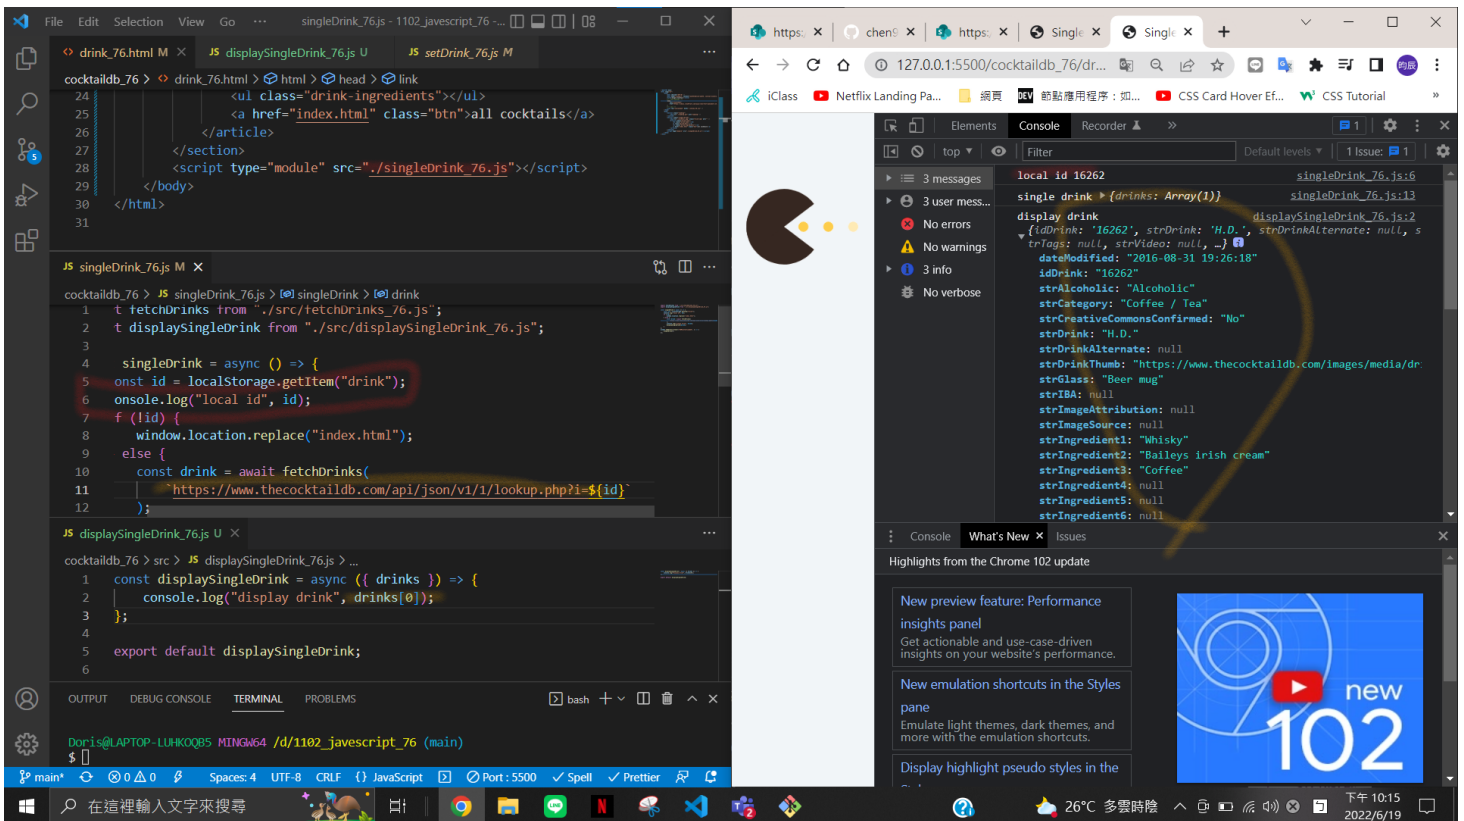 File Edit Selection View Go ··· singleDrink_76.js - 1102_javescript_76 -...
drink_76.html M
JS displaySingleDrink_76.js U
JS setDrink_76.js M
cocktaildb_76 > drink_76.html > html > head > link
24 <ul class="drink-ingredients"></ul>
25 <a href="index.html" class="btn">all cocktails</a>
26 </article>
27 </section>
28 <script type="module" src="./singleDrink_76.js"></script>
29 </body>
30 </html>
31
JS singleDrink_76.js M
cocktaildb_76 > JS singleDrink_76.js > singleDrink > drink
1 t fetchDrinks from "./src/fetchDrinks_76.js";
2 t displaySingleDrink from "./src/displaySingleDrink_76.js";
3
4 singleDrink = async () => {
5 onst id = localStorage.getItem("drink");
6 onsole.log("local id", id);
7 f (!id) {
8 window.location.replace("index.html");
9 else {
10 const drink = await fetchDrinks(
11 `https://www.thecocktaildb.com/api/json/v1/1/lookup.php?i=${id}`
12 );
JS displaySingleDrink_76.js U
cocktaildb_76 > src > JS displaySingleDrink_76.js > ...
1 const displaySingleDrink = async ({ drinks }) => {
2 console.log("display drink", drinks[0]);
3 };
4
5 export default displaySingleDrink;
6
OUTPUT DEBUG CONSOLE TERMINAL PROBLEMS
bash
Doris@LAPTOP-LUHKOQB5 MINGW64 /d/1102_javescript_76 (main)
$
5
main* 0 0 Spaces: 4 UTF-8 CRLF {} JavaScript Port : 5500 Spell Prettier
https: chen9 https: Single Single
127.0.0.1:5500/cocktaildb_76/dr...
昀辰
iClass Netflix Landing Pa... 網頁 DEV 節點應用程序：如... CSS Card Hover Ef... CSS Tutorial »
Elements Console Recorder » 1
top Filter Default levels 1 Issue: 1
3 messages
3 user mess...
No errors
No warnings
3 info
No verbose
local id 16262 singleDrink_76.js:6
single drink {drinks: Array(1)} singleDrink_76.js:13
display drink displaySingleDrink_76.js:2
{idDrink: '16262', strDrink: 'H.D.', strDrinkAlternate: null, s
trTags: null, strVideo: null, …}
dateModified: "2016-08-31 19:26:18"
idDrink: "16262"
strAlcoholic: "Alcoholic"
strCategory: "Coffee / Tea"
strCreativeCommonsConfirmed: "No"
strDrink: "H.D."
strDrinkAlternate: null
strDrinkThumb: "https://www.thecocktaildb.com/images/media/dr
strGlass: "Beer mug"
strIBA: null
strImageAttribution: null
strImageSource: null
strIngredient1: "Whisky"
strIngredient2: "Baileys irish cream"
strIngredient3: "Coffee"
strIngredient4: null
strIngredient5: null
strIngredient6: null
Console What's New Issues
Highlights from the Chrome 102 update
New preview feature: Performance
insights panel
Get actionable and use-case-driven
insights on your website's performance.
New emulation shortcuts in the Styles
pane
Emulate light themes, dark themes, and
more with the emulation shortcuts.
Display highlight pseudo styles in the
new
102
在這裡輸入文字來搜尋
26°C 多雲時陰
下午 10:15
2022/6/19